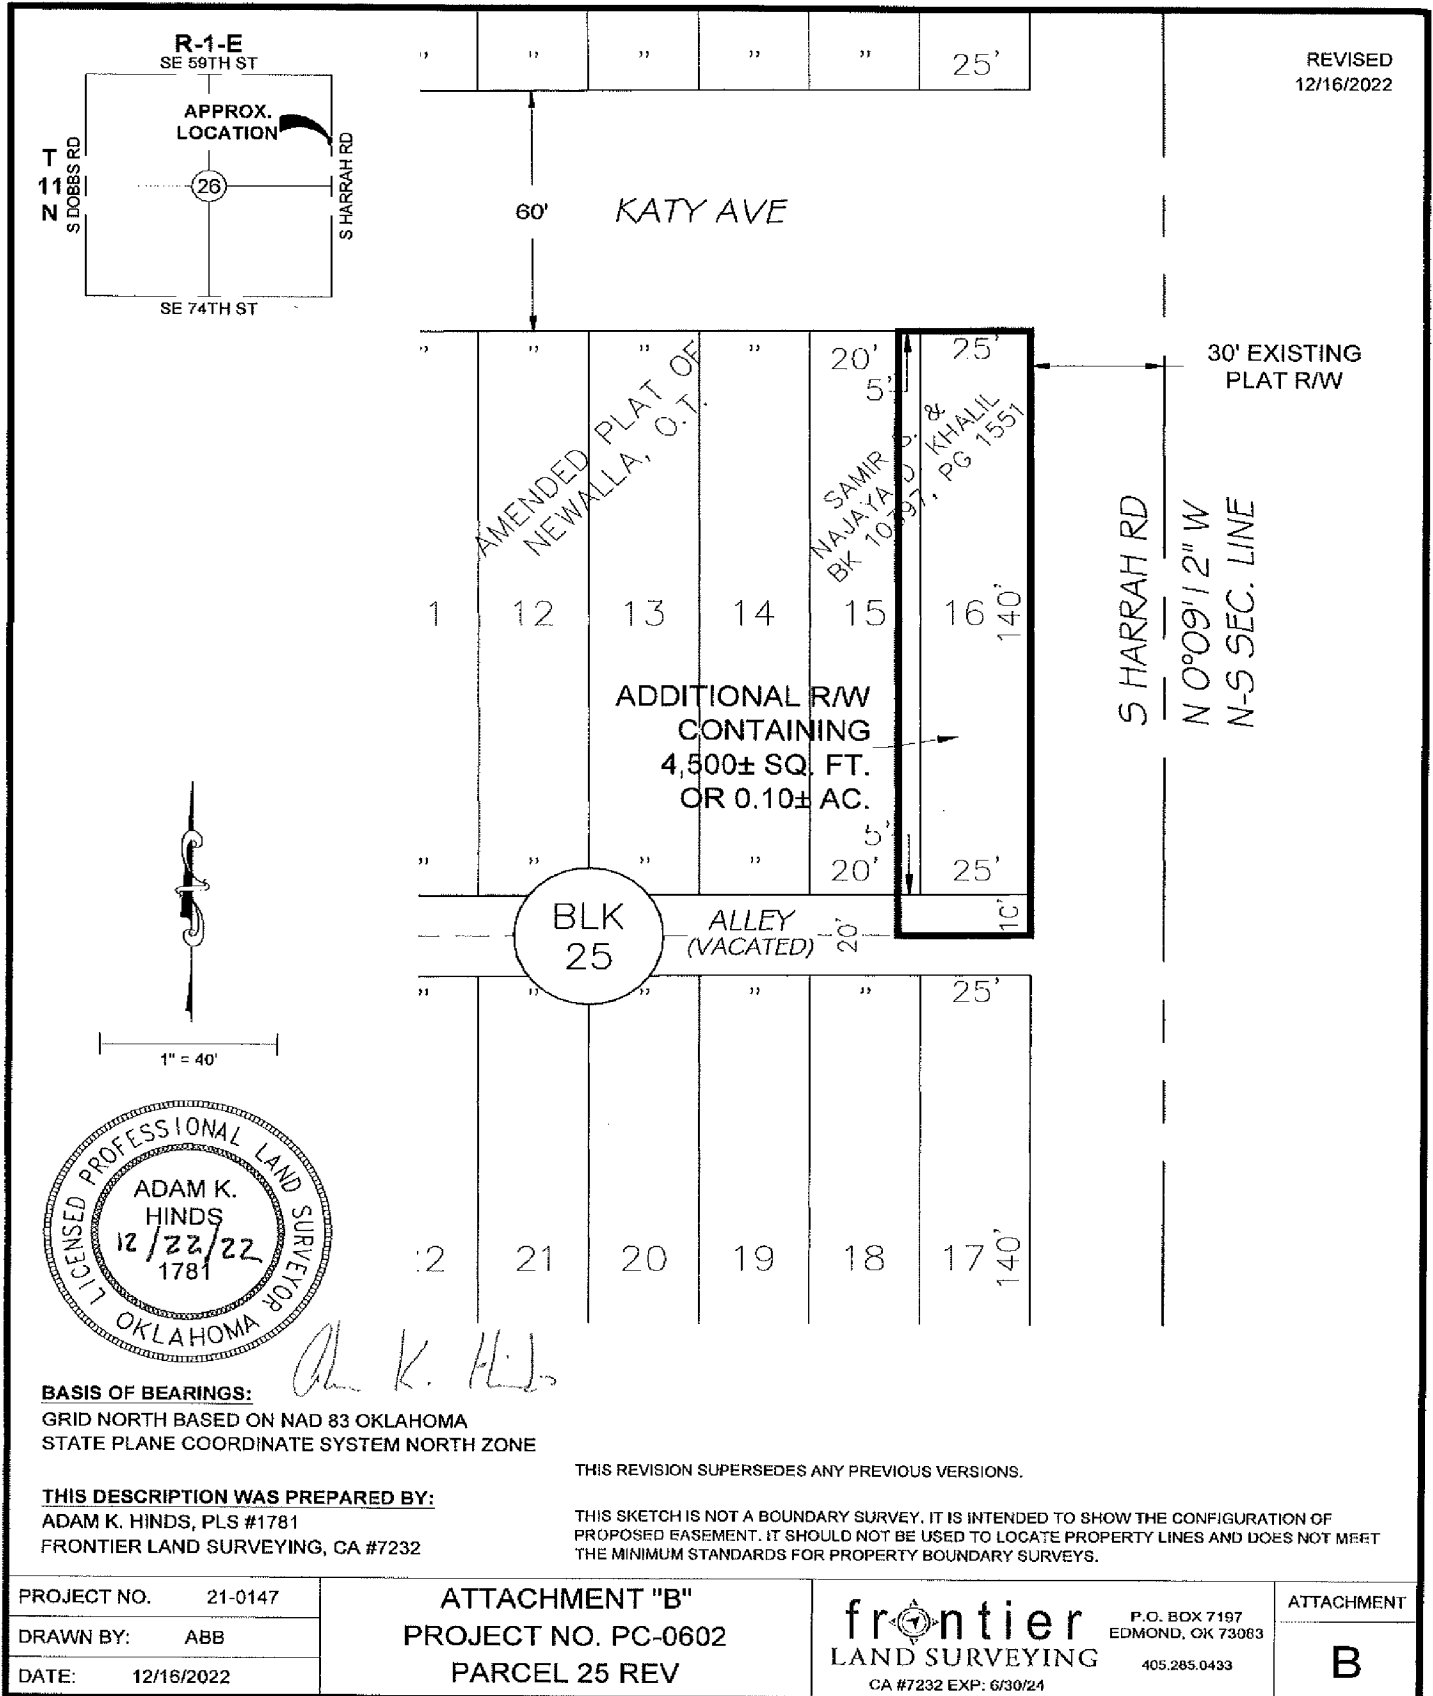 R-1-E
SE 59TH ST
APPROX.
LOCATION
T
11
N
S DOBBS RD
26
S HARRAH RD
SE 74TH ST
" " " " " 25'
REVISED
12/16/2022
60'
KATY AVE
" " " " 20' 25'
5'
30' EXISTING
PLAT R/W
AMENDED PLAT OF
NEWALLA, O.T.
SAMIR &
NAJAYA KHALIL
BK PG 1551
1 12 13 14 15 16 140'
S HARRAH RD
N 0°09'12" W
N-S SEC. LINE
ADDITIONAL R/W
CONTAINING
4,500± SQ. FT.
OR 0.10± AC.
5'
" " " " 20' 25'
BLK
25
ALLEY
(VACATED)
20'
10'
" " " " " 25'
1" = 40'
:2 21 20 19 18 17 140'
LICENSED PROFESSIONAL LAND SURVEYOR
ADAM K.
HINDS
12/22/22
1781
OKLAHOMA
Adam K. Hinds
BASIS OF BEARINGS:
GRID NORTH BASED ON NAD 83 OKLAHOMA
STATE PLANE COORDINATE SYSTEM NORTH ZONE
THIS DESCRIPTION WAS PREPARED BY:
ADAM K. HINDS, PLS #1781
FRONTIER LAND SURVEYING, CA #7232
THIS REVISION SUPERSEDES ANY PREVIOUS VERSIONS.
THIS SKETCH IS NOT A BOUNDARY SURVEY. IT IS INTENDED TO SHOW THE CONFIGURATION OF
PROPOSED EASEMENT. IT SHOULD NOT BE USED TO LOCATE PROPERTY LINES AND DOES NOT MEET
THE MINIMUM STANDARDS FOR PROPERTY BOUNDARY SURVEYS.
PROJECT NO. 21-0147
DRAWN BY: ABB
DATE: 12/16/2022
ATTACHMENT "B"
PROJECT NO. PC-0602
PARCEL 25 REV
frontier
LAND SURVEYING
CA #7232 EXP: 6/30/24
P.O. BOX 7197
EDMOND, OK 73083
405.285.0433
ATTACHMENT
B